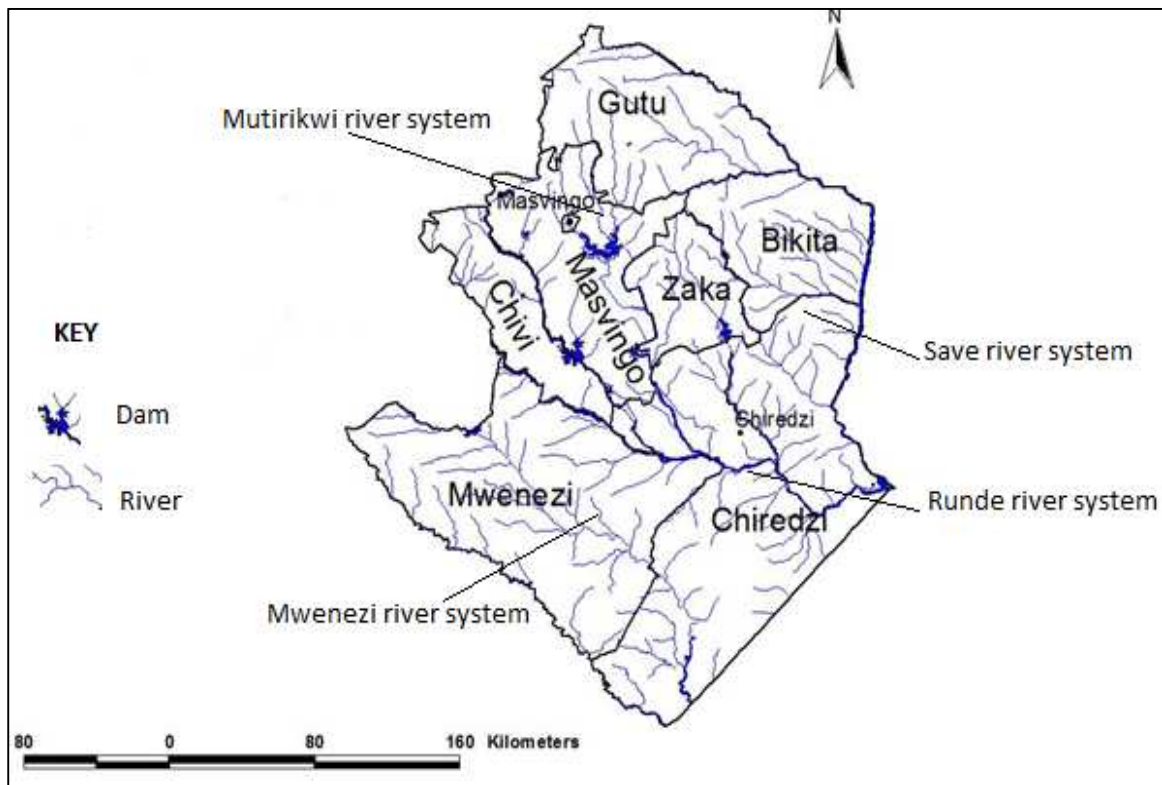 N
Gutu
Mutirikwi river system
Masvingo
Bikita
Zaka
Masvingo
Chivi
KEY
Save river system
Dam
Chiredzi
River
Mwenezi
Runde river system
Chiredzi
Mwenezi river system
80 0 80 160 Kilometers